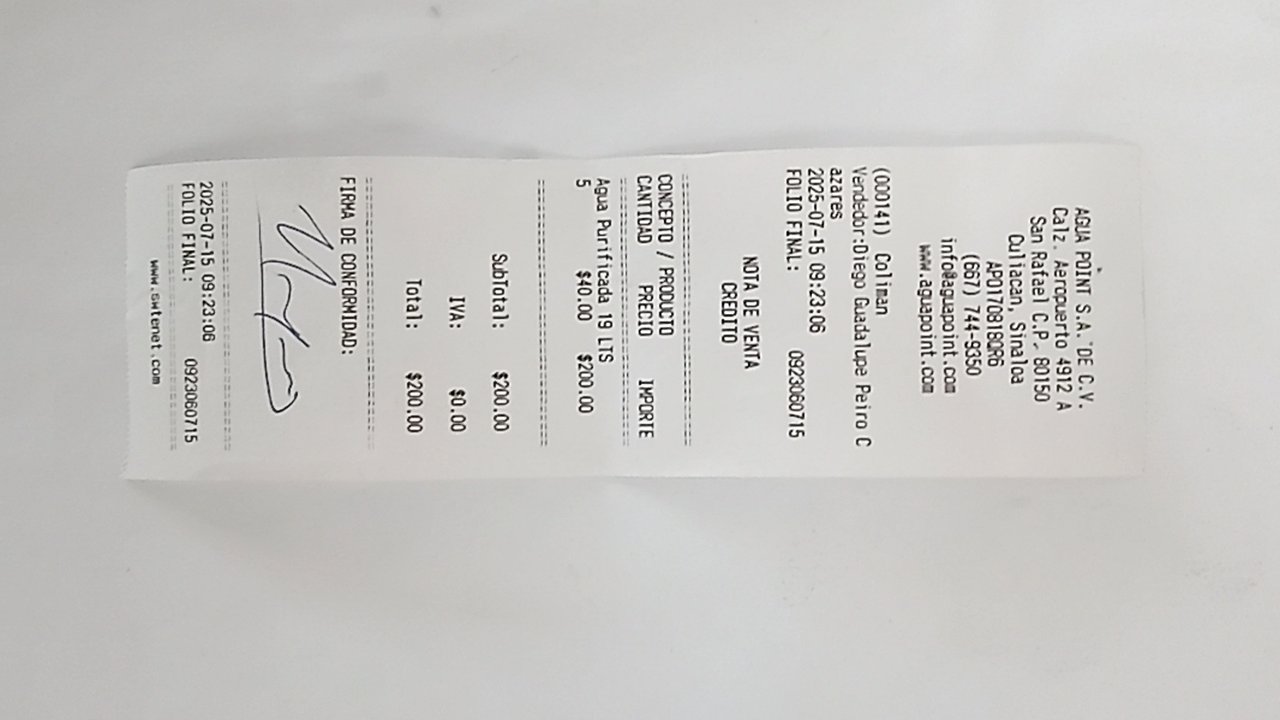 AGUA POINT S.A. DE C.V.
Calz. Aeropuerto 4912 A
San Rafael C.P. 80150
Culiacan, Sinaloa
APO170818QR6
(667) 744-9350
info@aguapoint.com
www.aguapoint.com
(000141) Coliman
Vendedor:Diego Guadalupe Peiro C
azares
2025-07-15 09:23:06
FOLIO FINAL: 0923060715
NOTA DE VENTA
CREDITO
================================
CONCEPTO / PRODUCTO
CANTIDAD PRECIO IMPORTE
================================
Agua Purificada 19 LTS
5 $40.00 $200.00
================================
SubTotal: $200.00
IVA: $0.00
Total: $200.00
================================
FIRMA DE CONFORMIDAD:
================================
2025-07-15 09:23:06
FOLIO FINAL: 0923060715
================================
www.swtenet.com